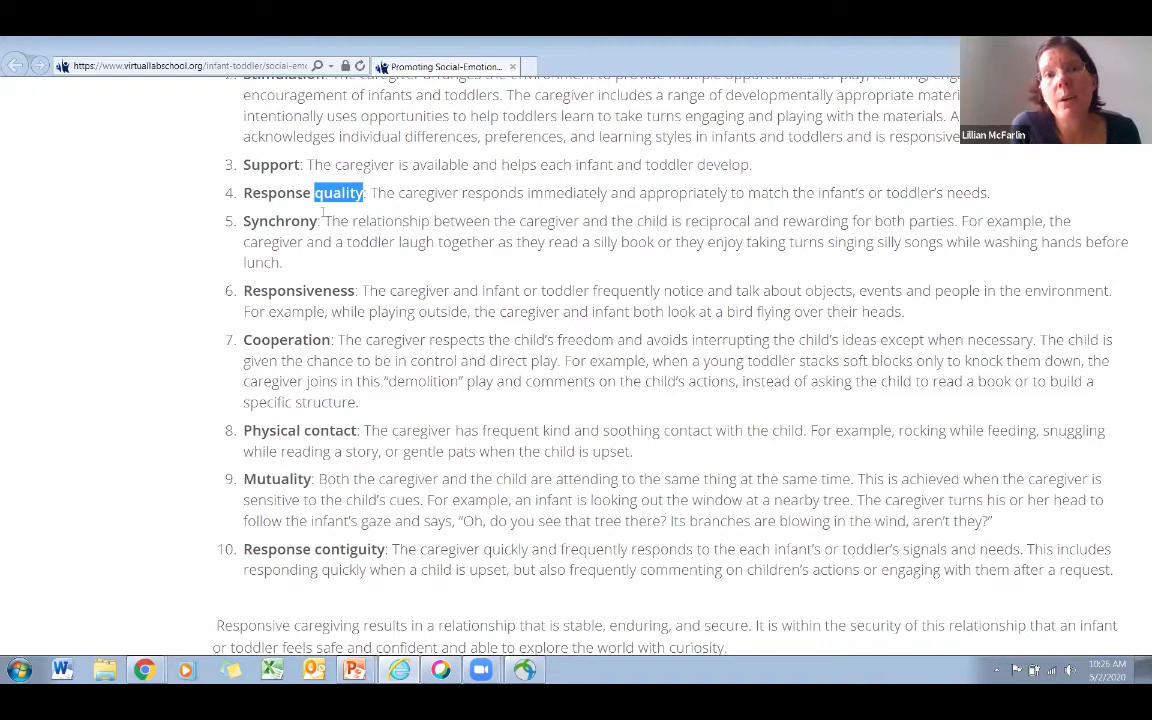 https://www.virtuallabschool.org/infant-toddler/social-emo
Promoting Social-Emotion...
Lillian McFarlin
2. Stimulation: The caregiver arranges the environment to provide multiple opportunities for play, learning,
encouragement of infants and toddlers. The caregiver includes a range of developmentally appropriate
intentionally uses opportunities to help toddlers learn to take turns engaging and playing with the materials.
acknowledges individual differences, preferences, and learning styles in infants and toddlers and is
3. Support: The caregiver is available and helps each infant and toddler develop.
4. Response quality: The caregiver responds immediately and appropriately to match the infant's or toddler's needs.
5. Synchrony: The relationship between the caregiver and the child is reciprocal and rewarding for both parties. For example, the
caregiver and a toddler laugh together as they read a silly book or they enjoy taking turns singing silly songs while washing hands before
lunch.
6. Responsiveness: The caregiver and infant or toddler frequently notice and talk about objects, events and people in the environment.
For example, while playing outside, the caregiver and infant both look at a bird flying over their heads.
7. Cooperation: The caregiver respects the child's freedom and avoids interrupting the child's ideas except when necessary. The child is
given the chance to be in control and direct play. For example, when a young toddler stacks soft blocks only to knock them down, the
caregiver joins in this “demolition” play and comments on the child's actions, instead of asking the child to read a book or to build a
specific structure.
8. Physical contact: The caregiver has frequent kind and soothing contact with the child. For example, rocking while feeding, snuggling
while reading a story, or gentle pats when the child is upset.
9. Mutuality: Both the caregiver and the child are attending to the same thing at the same time. This is achieved when the caregiver is
sensitive to the child's cues. For example, an infant is looking out the window at a nearby tree. The caregiver turns his or her head to
follow the infant's gaze and says, “Oh, do you see that tree there? Its branches are blowing in the wind, aren't they?”
10. Response contiguity: The caregiver quickly and frequently responds to the each infant's or toddler's signals and needs. This includes
responding quickly when a child is upset, but also frequently commenting on children's actions or engaging with them after a request.
Responsive caregiving results in a relationship that is stable, enduring, and secure. It is within the security of this relationship that an infant
or toddler feels safe and confident and able to explore the world with curiosity.
10:26 AM
5/2/2020